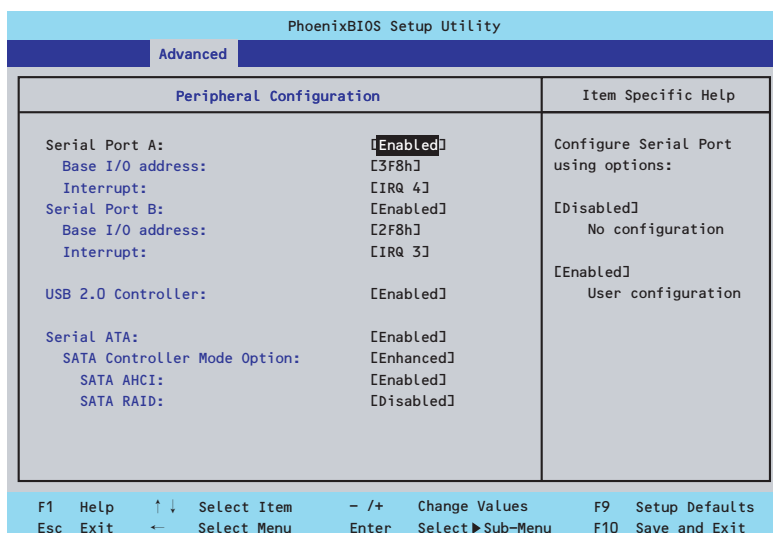 PhoenixBIOS Setup Utility
Advanced
Peripheral Configuration
Item Specific Help
Serial Port A: [Enabled]
Base I/O address: [3F8h]
Interrupt: [IRQ 4]
Serial Port B: [Enabled]
Base I/O address: [2F8h]
Interrupt: [IRQ 3]
USB 2.0 Controller: [Enabled]
Serial ATA: [Enabled]
SATA Controller Mode Option: [Enhanced]
SATA AHCI: [Enabled]
SATA RAID: [Disabled]
Configure Serial Port
using options:
[Disabled]
No configuration
[Enabled]
User configuration
F1 Help ↑↓ Select Item − /+ Change Values F9 Setup Defaults
Esc Exit ← Select Menu Enter Select▶Sub-Menu F10 Save and Exit